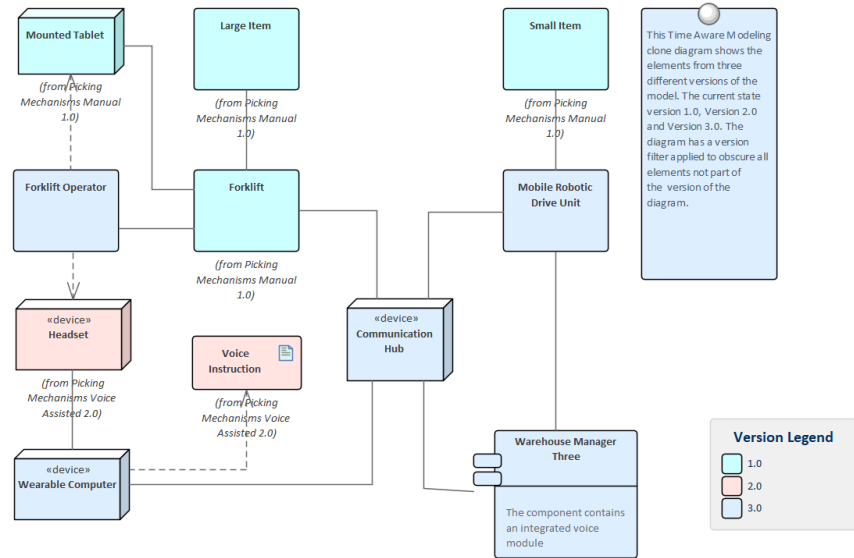 Mounted Tablet
(from Picking
Mechanisms Manual
1.0)
Large Item
(from Picking
Mechanisms Manual
1.0)
Small Item
(from Picking
Mechanisms Manual
1.0)
This Time Aware Modeling
clone diagram shows the
elements from three
different versions of the
model. The current state
version 1.0, Version 2.0
and Version 3.0. The
diagram has a version
filter applied to obscure all
elements not part of
the version of the
diagram.
Forklift Operator
Forklift
(from Picking
Mechanisms Manual
1.0)
Mobile Robotic
Drive Unit
«device»
Headset
(from Picking
Mechanisms Voice
Assisted 2.0)
Voice
Instruction
(from Picking
Mechanisms Voice
Assisted 2.0)
«device»
Communication
Hub
«device»
Wearable Computer
Warehouse Manager
Three
The component contains
an integrated voice
module
Version Legend
1.0
2.0
3.0